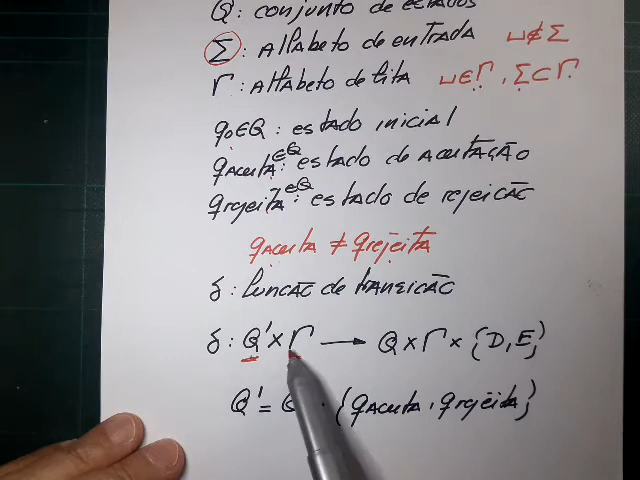 Q: conjunto de estados
Σ: Alfabeto de entrada ⊔∉Σ
Γ: Alfabeto de fita ⊔∈Γ, Σ⊂Γ
q₀∈Q: estado inicial
qaceita∈Q: estado de aceitação
qrejeita∈Q: estado de rejeição
qaceita ≠ qrejeita
δ: função de transição
δ: Q'×Γ → Q×Γ×{D,E}
Q' = Q - {qaceita, qrejeita}